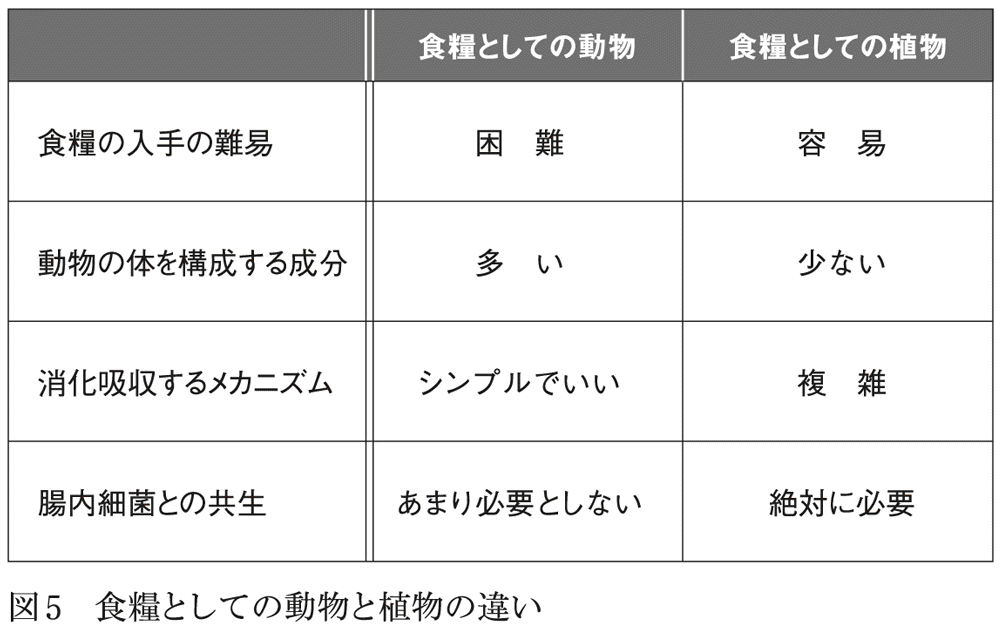 食糧としての動物 食糧としての植物
食糧の入手の難易 困　難 容　易
動物の体を構成する成分 多　い 少ない
消化吸収するメカニズム シンプルでいい 複　雑
腸内細菌との共生 あまり必要としない 絶対に必要
図5　食糧としての動物と植物の違い